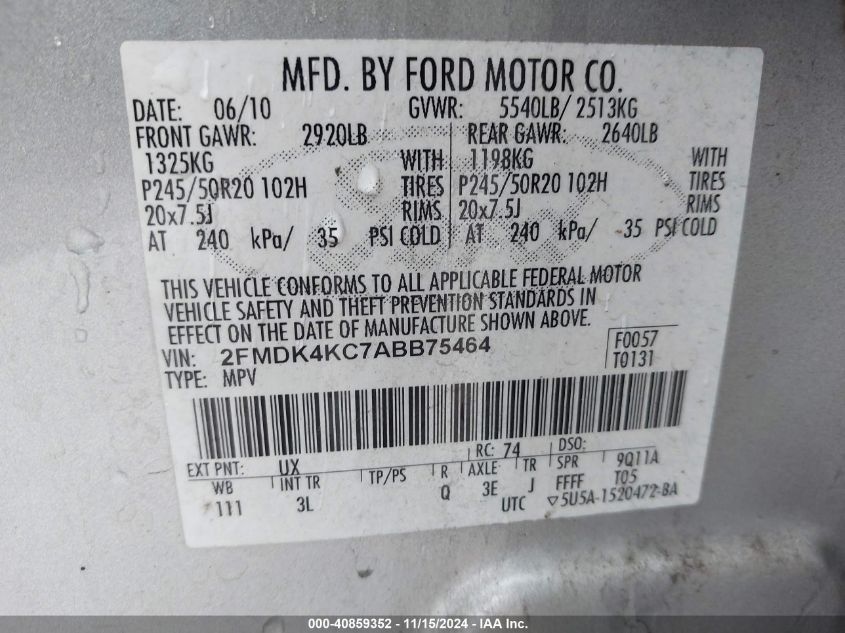 MFD. BY FORD MOTOR CO.
DATE: 06/10 GVWR: 5540LB/ 2513KG
FRONT GAWR: 2920LB REAR GAWR: 2640LB
1325KG WITH 1198KG WITH
P245/50R20 102H TIRES P245/50R20 102H TIRES
20x7.5J RIMS 20x7.5J RIMS
AT 240 kPa/ 35 PSI COLD AT 240 kPa/ 35 PSI COLD
THIS VEHICLE CONFORMS TO ALL APPLICABLE FEDERAL MOTOR
VEHICLE SAFETY AND THEFT PREVENTION STANDARDS IN
EFFECT ON THE DATE OF MANUFACTURE SHOWN ABOVE.
VIN: 2FMDK4KC7ABB75464 F0057
TYPE: MPV T0131
EXT PNT: UX RC: 74 DSO: 9Q11A
WB INT TR TP/PS R AXLE TR SPR T05
111 3L Q 3E J FFFF
UTC ▽5U5A-1520472-BA
000-40859352 - 11/15/2024 - IAA Inc.